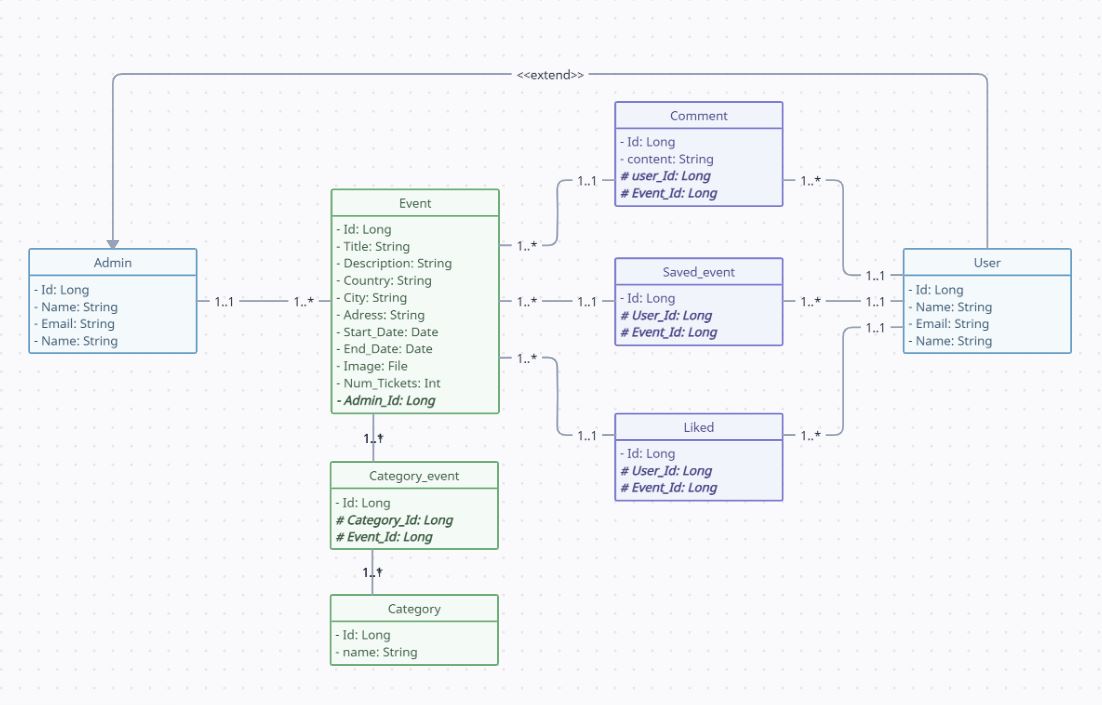 <<extend>>
Comment
- Id: Long
- content: String
# user_Id: Long
# Event_Id: Long
1..1
1..*
Event
- Id: Long
- Title: String
- Description: String
- Country: String
- City: String
- Adress: String
- Start_Date: Date
- End_Date: Date
- Image: File
- Num_Tickets: Int
- Admin_Id: Long
1..*
1..*
1..*
Admin
- Id: Long
- Name: String
- Email: String
- Name: String
1..1
1..*
Saved_event
- Id: Long
# User_Id: Long
# Event_Id: Long
1..1
1..*
User
- Id: Long
- Name: String
- Email: String
- Name: String
1..1
1..1
1..1
Liked
- Id: Long
# User_Id: Long
# Event_Id: Long
1..1
1..*
1..*
Category_event
- Id: Long
# Category_Id: Long
# Event_Id: Long
1..*
Category
- Id: Long
- name: String